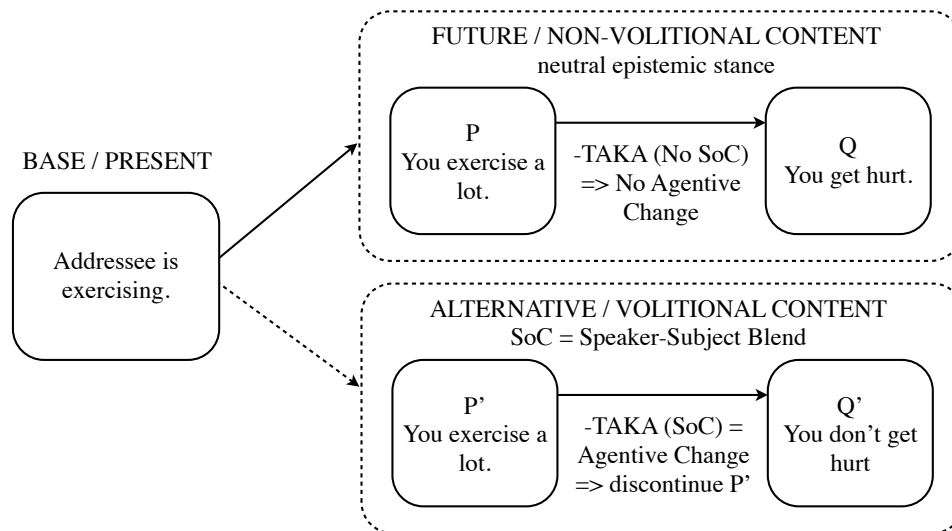 FUTURE / NON-VOLITIONAL CONTENT
neutral epistemic stance
P
You exercise a
lot.
-TAKA (No SoC)
=> No Agentive
Change
Q
You get hurt.
BASE / PRESENT
Addressee is
exercising.
ALTERNATIVE / VOLITIONAL CONTENT
SoC = Speaker-Subject Blend
P’
You exercise a
lot.
-TAKA (SoC) =
Agentive Change
=> discontinue P’
Q’
You don’t get
hurt